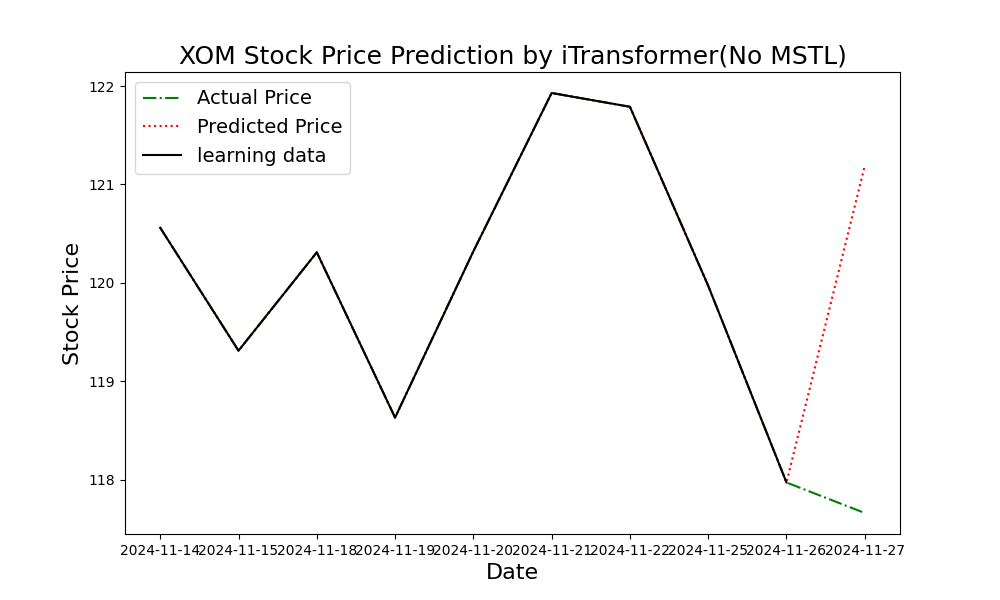 XOM Stock Price Prediction by iTransformer(No MSTL)
Actual Price
Predicted Price
learning data
122
121
120
119
118
Stock Price
2024-11-14 2024-11-15 2024-11-18 2024-11-19 2024-11-20 2024-11-21 2024-11-22 2024-11-25 2024-11-26 2024-11-27
Date